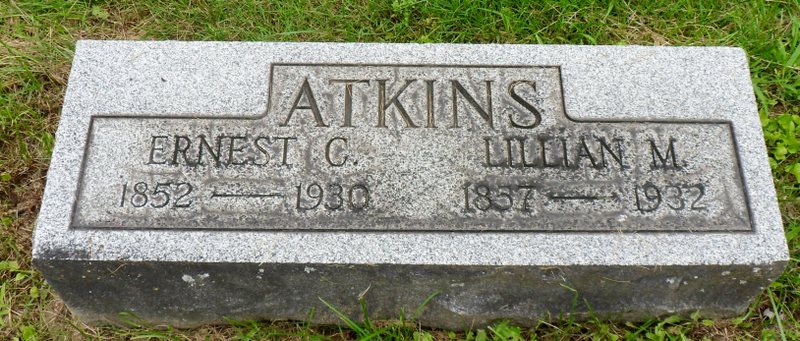 ATKINS
ERNEST G. LILLIAN M.
1852 — 1930 1857 — 1932